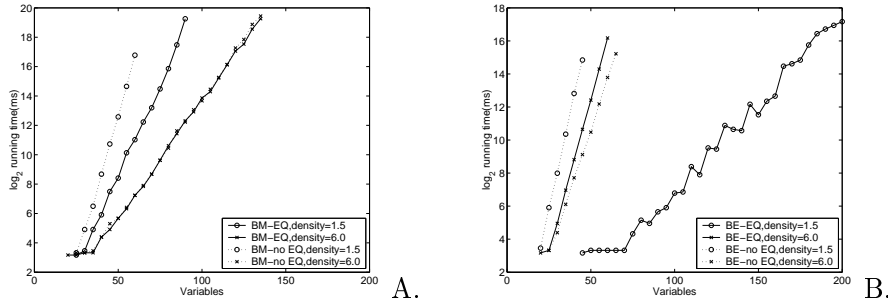 20
18
16
14
12
10
8
6
4
2
log2 running time(ms)
0 50 100 150 200
Variables
BM−EQ,density=1.5
BM−EQ,density=6.0
BM−no EQ,density=1.5
BM−no EQ,density=6.0
A.
18
16
14
12
10
8
6
4
2
log2 running time(ms)
0 50 100 150 200
Variables
BE−EQ,density=1.5
BE−EQ,density=6.0
BE−no EQ,density=1.5
BE−no EQ,density=6.0
B.